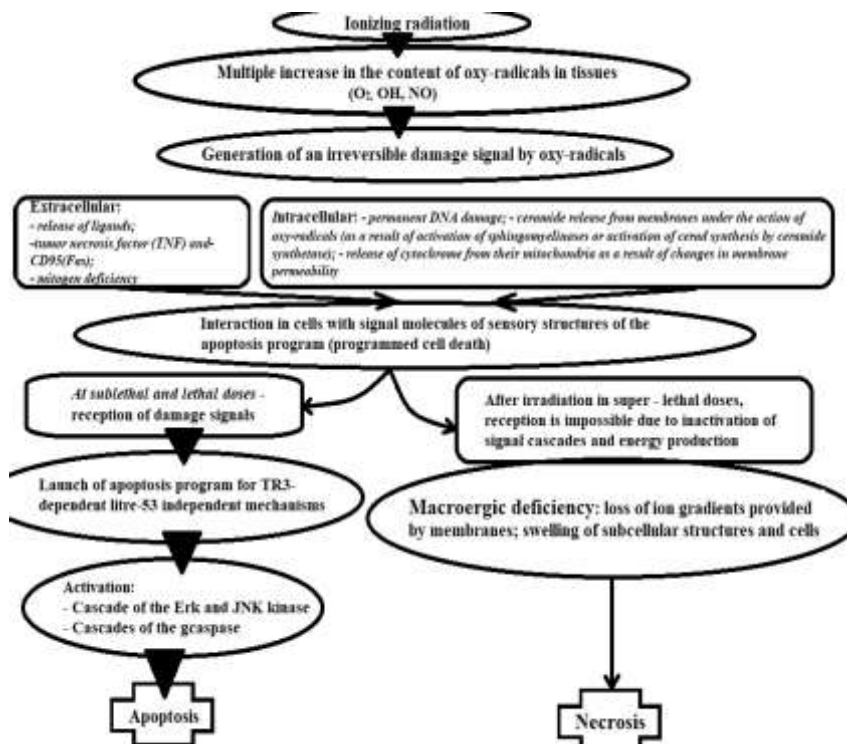 Ionizing radiation
Multiple increase in the content of oxy-radicals in tissues
(O₂, OH, NO)
Generation of an irreversible damage signal by oxy-radicals
Extracellular:
- release of ligands;
-tumor necrosis factor (TNF) and-
CD95(Fas);
- mitogen deficiency
Intracellular: - permanent DNA damage; - ceramide release from membranes under the action of
oxy-radicals (as a result of activation of sphingomyelinases or activation of cerad synthesis by ceramide
synthetase); - release of cytochrome from their mitochondria as a result of changes in membrane
permeability
Interaction in cells with signal molecules of sensory structures of the
apoptosis program (programmed cell death)
At sublethal and lethal doses -
reception of damage signals
After irradiation in super - lethal doses,
reception is impossible due to inactivation of
signal cascades and energy production
Launch of apoptosis program for TR3-
dependent litre-53 independent mechanisms
Macroergic deficiency: loss of ion gradients provided
by membranes; swelling of subcellular structures and cells
Activation:
- Cascade of the Erk and JNK kinase
- Cascades of the gcaspase
Apoptosis
Necrosis